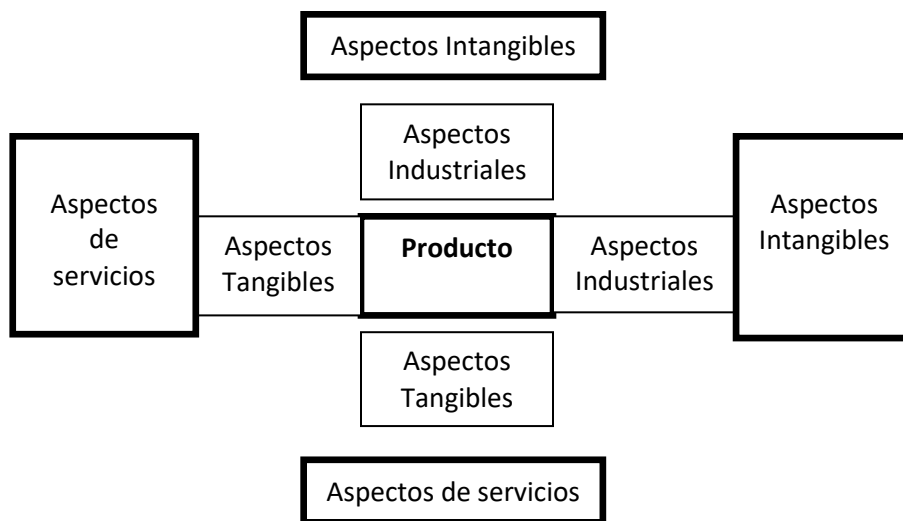 Aspectos Intangibles
Aspectos
Industriales
Aspectos
de
servicios
Aspectos
Tangibles
Producto
Aspectos
Industriales
Aspectos
Intangibles
Aspectos
Tangibles
Aspectos de servicios